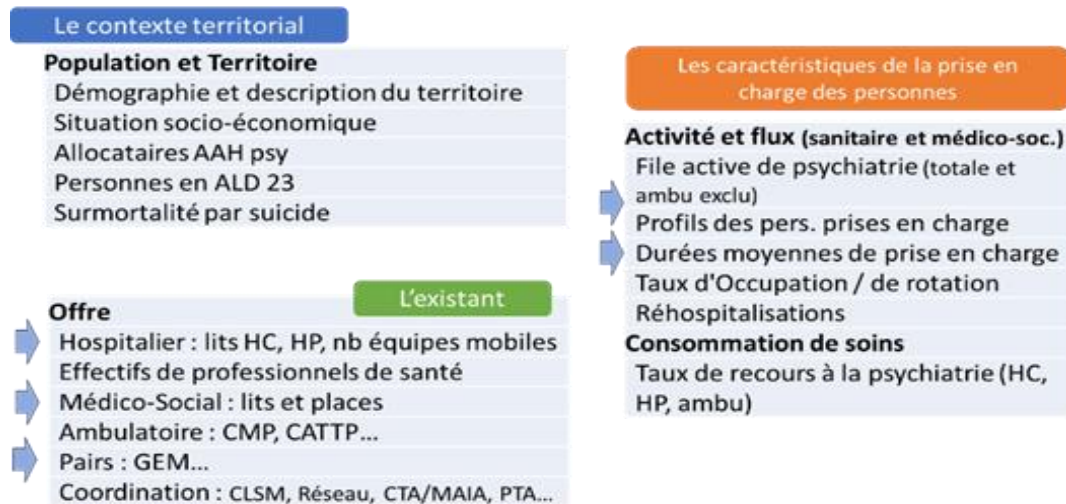 Le contexte territorial
Population et Territoire
Démographie et description du territoire
Situation socio-économique
Allocataires AAH psy
Personnes en ALD 23
Surmortalité par suicide
L'existant
Offre
Hospitalier : lits HC, HP, nb équipes mobiles
Effectifs de professionnels de santé
Médico-Social : lits et places
Ambulatoire : CMP, CATTP...
Pairs : GEM...
Coordination : CLSM, Réseau, CTA/MAIA, PTA...
Les caractéristiques de la prise en
charge des personnes
Activité et flux (sanitaire et médico-soc.)
File active de psychiatrie (totale et
ambu exclu)
Profils des pers. prises en charge
Durées moyennes de prise en charge
Taux d'Occupation / de rotation
Réhospitalisations
Consommation de soins
Taux de recours à la psychiatrie (HC,
HP, ambu)